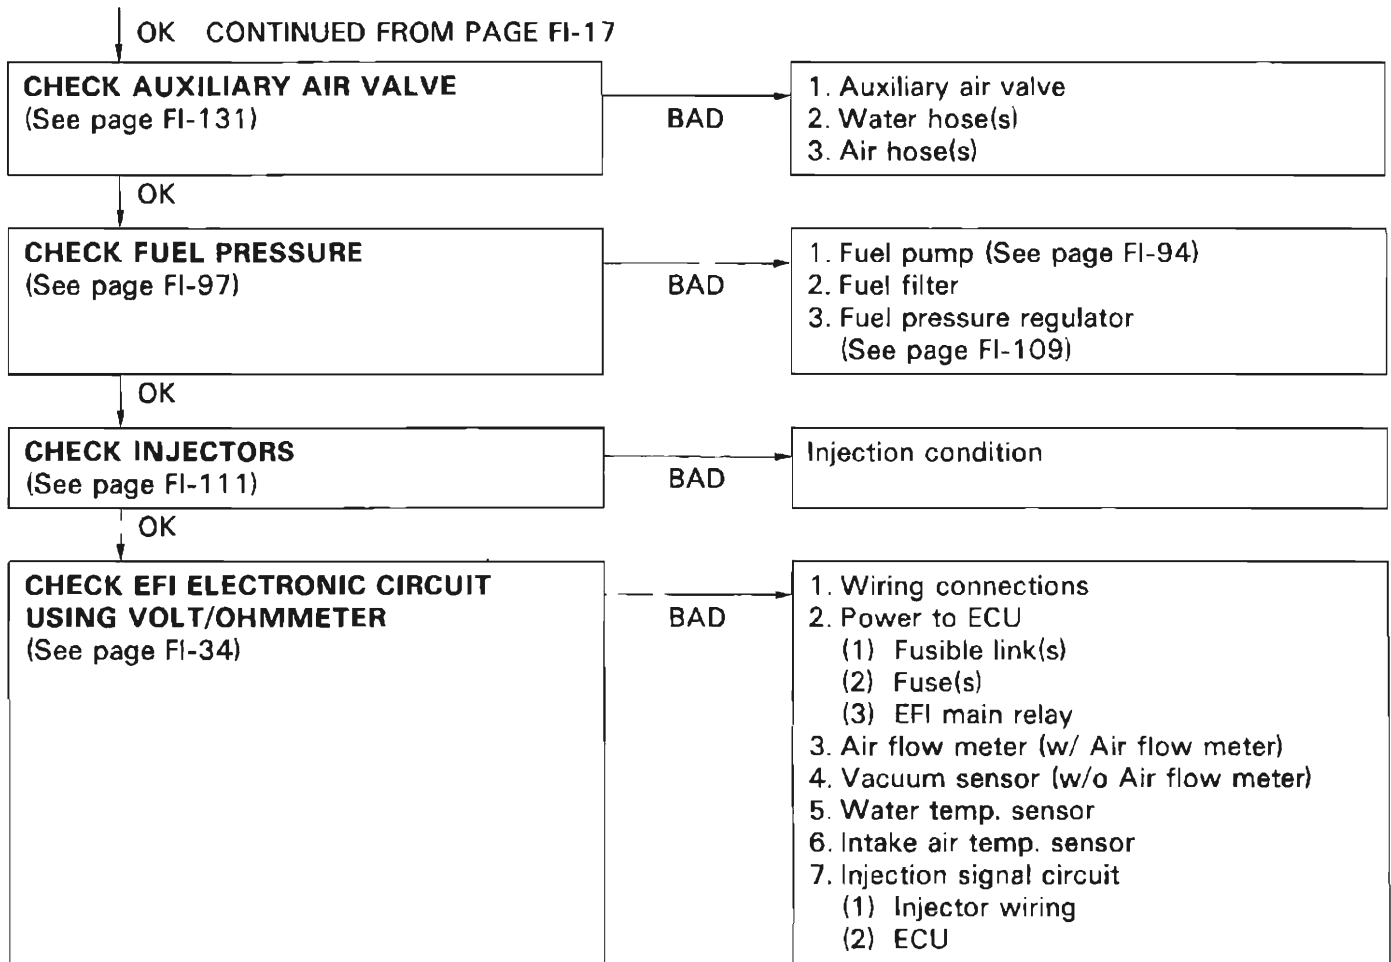 OK CONTINUED FROM PAGE FI-17
CHECK AUXILIARY AIR VALVE
(See page FI-131)
BAD
1. Auxiliary air valve
2. Water hose(s)
3. Air hose(s)
OK
CHECK FUEL PRESSURE
(See page FI-97)
BAD
1. Fuel pump (See page FI-94)
2. Fuel filter
3. Fuel pressure regulator
(See page FI-109)
OK
CHECK INJECTORS
(See page FI-111)
BAD
Injection condition
OK
CHECK EFI ELECTRONIC CIRCUIT
USING VOLT/OHMMETER
(See page FI-34)
BAD
1. Wiring connections
2. Power to ECU
(1) Fusible link(s)
(2) Fuse(s)
(3) EFI main relay
3. Air flow meter (w/ Air flow meter)
4. Vacuum sensor (w/o Air flow meter)
5. Water temp. sensor
6. Intake air temp. sensor
7. Injection signal circuit
(1) Injector wiring
(2) ECU